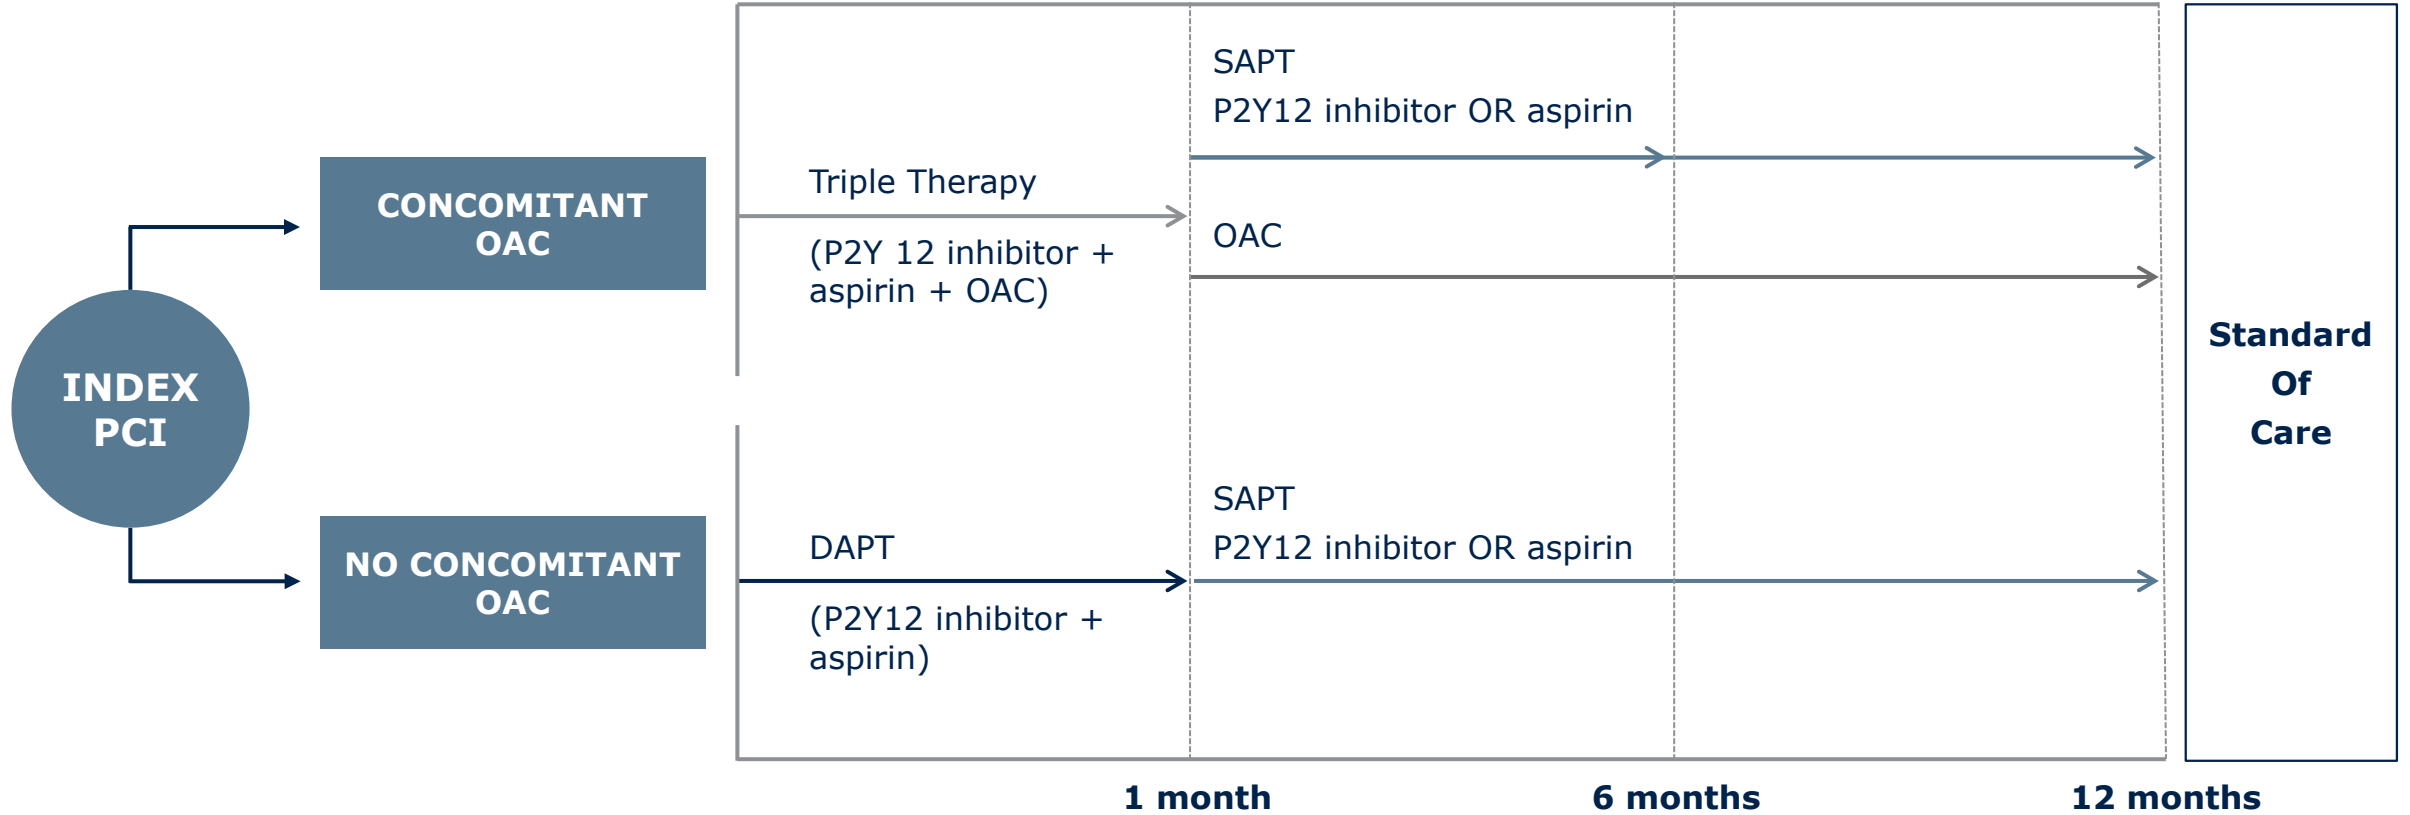 INDEX
PCI
CONCOMITANT
OAC
Triple Therapy
(P2Y 12 inhibitor +
aspirin + OAC)
SAPT
P2Y12 inhibitor OR aspirin
OAC
NO CONCOMITANT
OAC
DAPT
(P2Y12 inhibitor +
aspirin)
SAPT
P2Y12 inhibitor OR aspirin
Standard
Of
Care
1 month
6 months
12 months